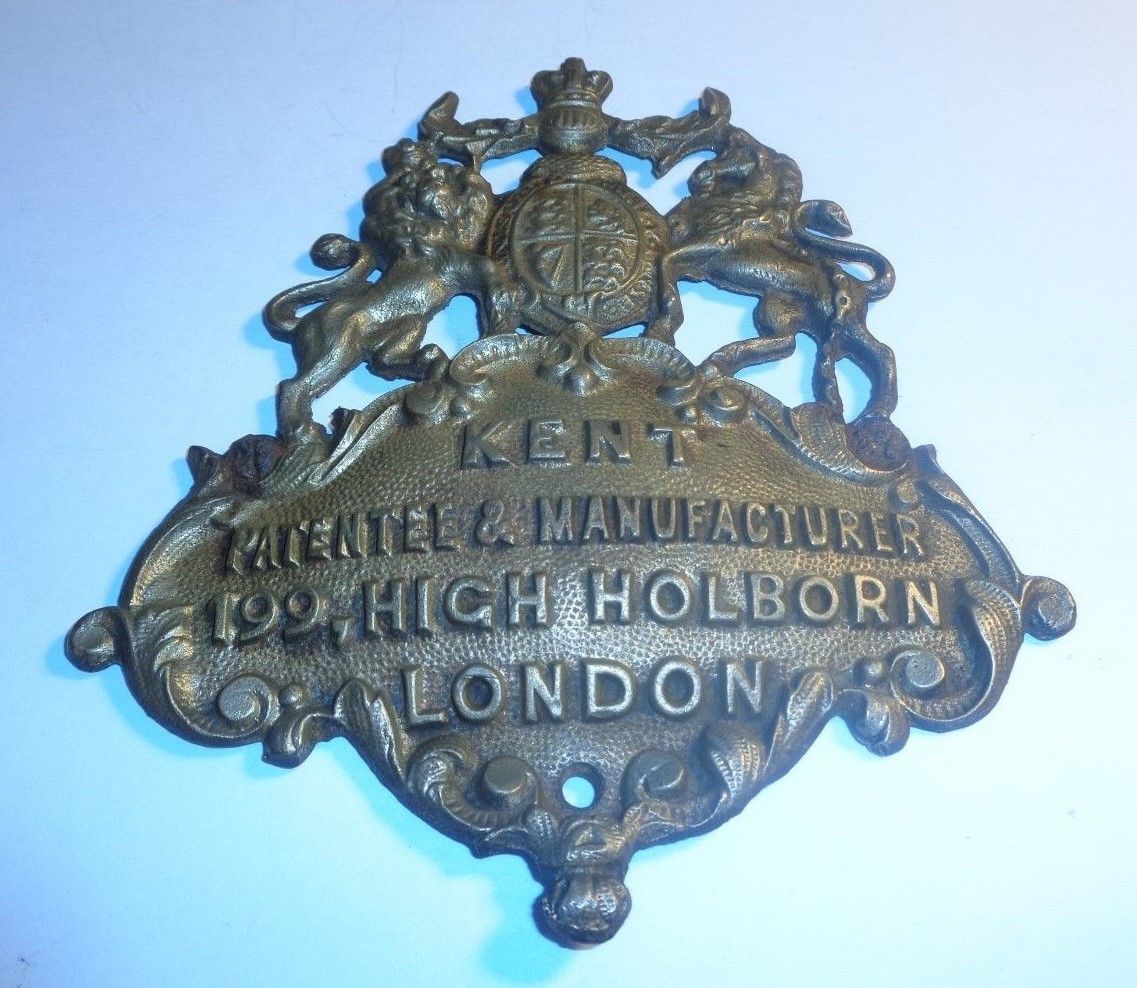 KENT
PATENTEE & MANUFACTURER
199, HIGH HOLBORN
LONDON